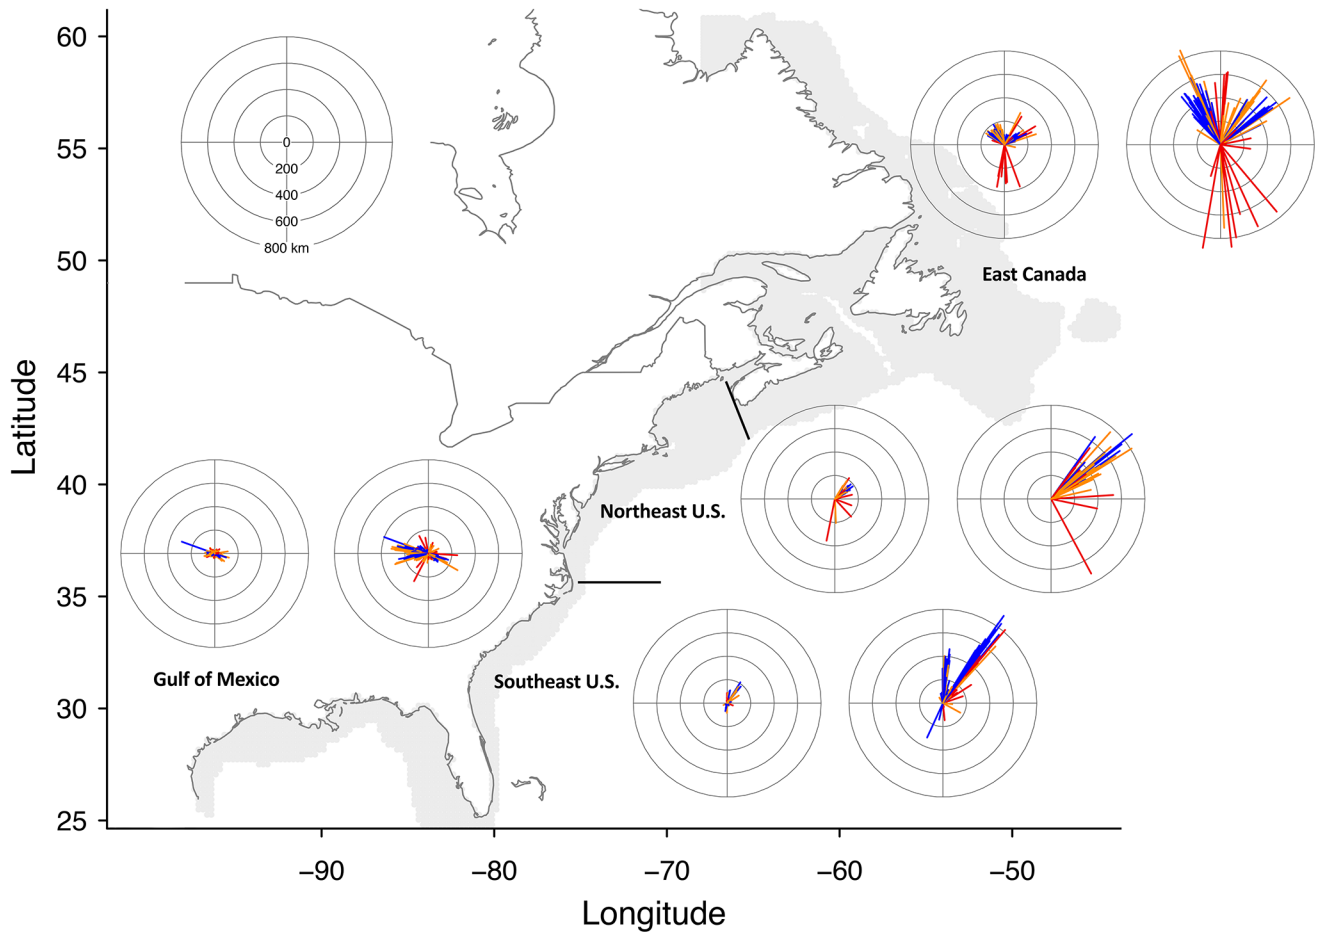 60
55
50
45
40
35
30
25
Latitude
0
200
400
600
800 km
East Canada
Northeast U.S.
Gulf of Mexico
Southeast U.S.
−90
−80
−70
−60
−50
Longitude